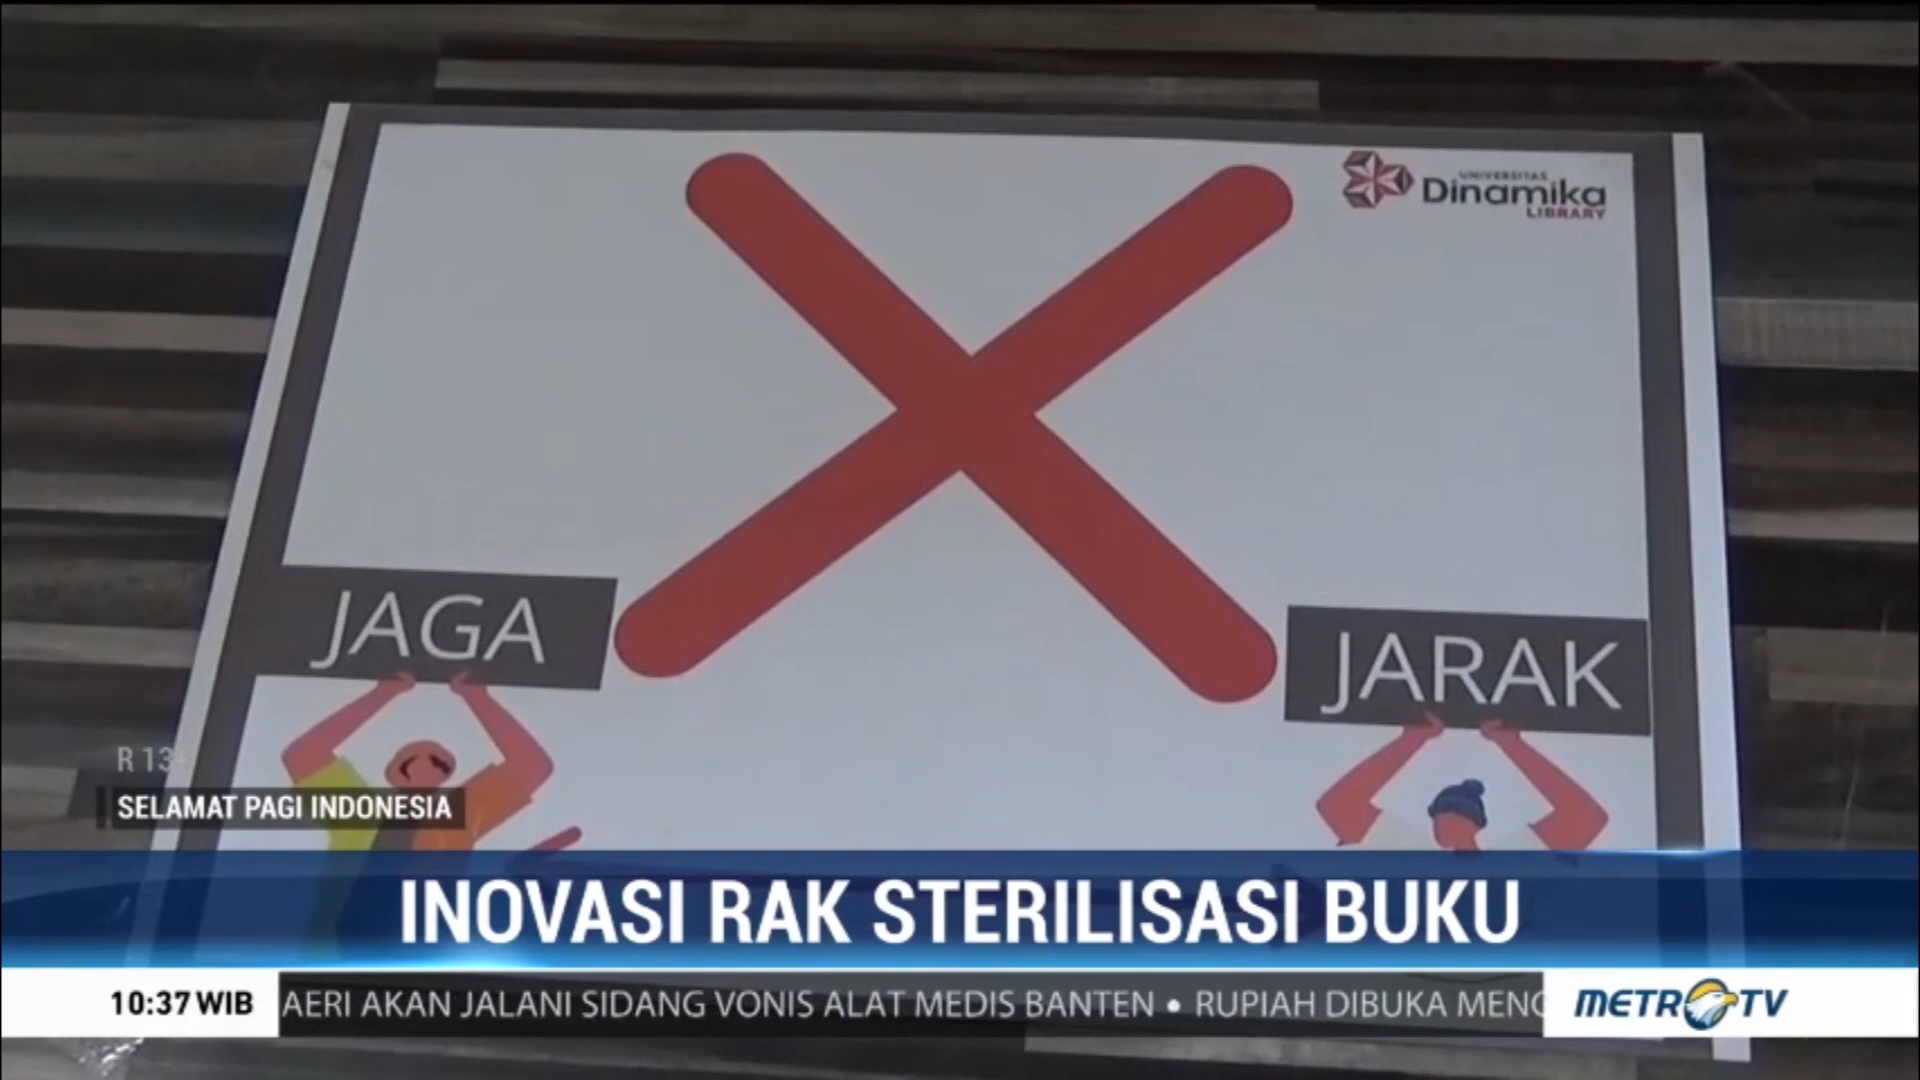 UNIVERSITAS
Dinamika
LIBRARY
JAGA
JARAK
R 13+
SELAMAT PAGI INDONESIA
INOVASI RAK STERILISASI BUKU
10:37 WIB
AERI AKAN JALANI SIDANG VONIS ALAT MEDIS BANTEN • RUPIAH DIBUKA MENG
METRO TV